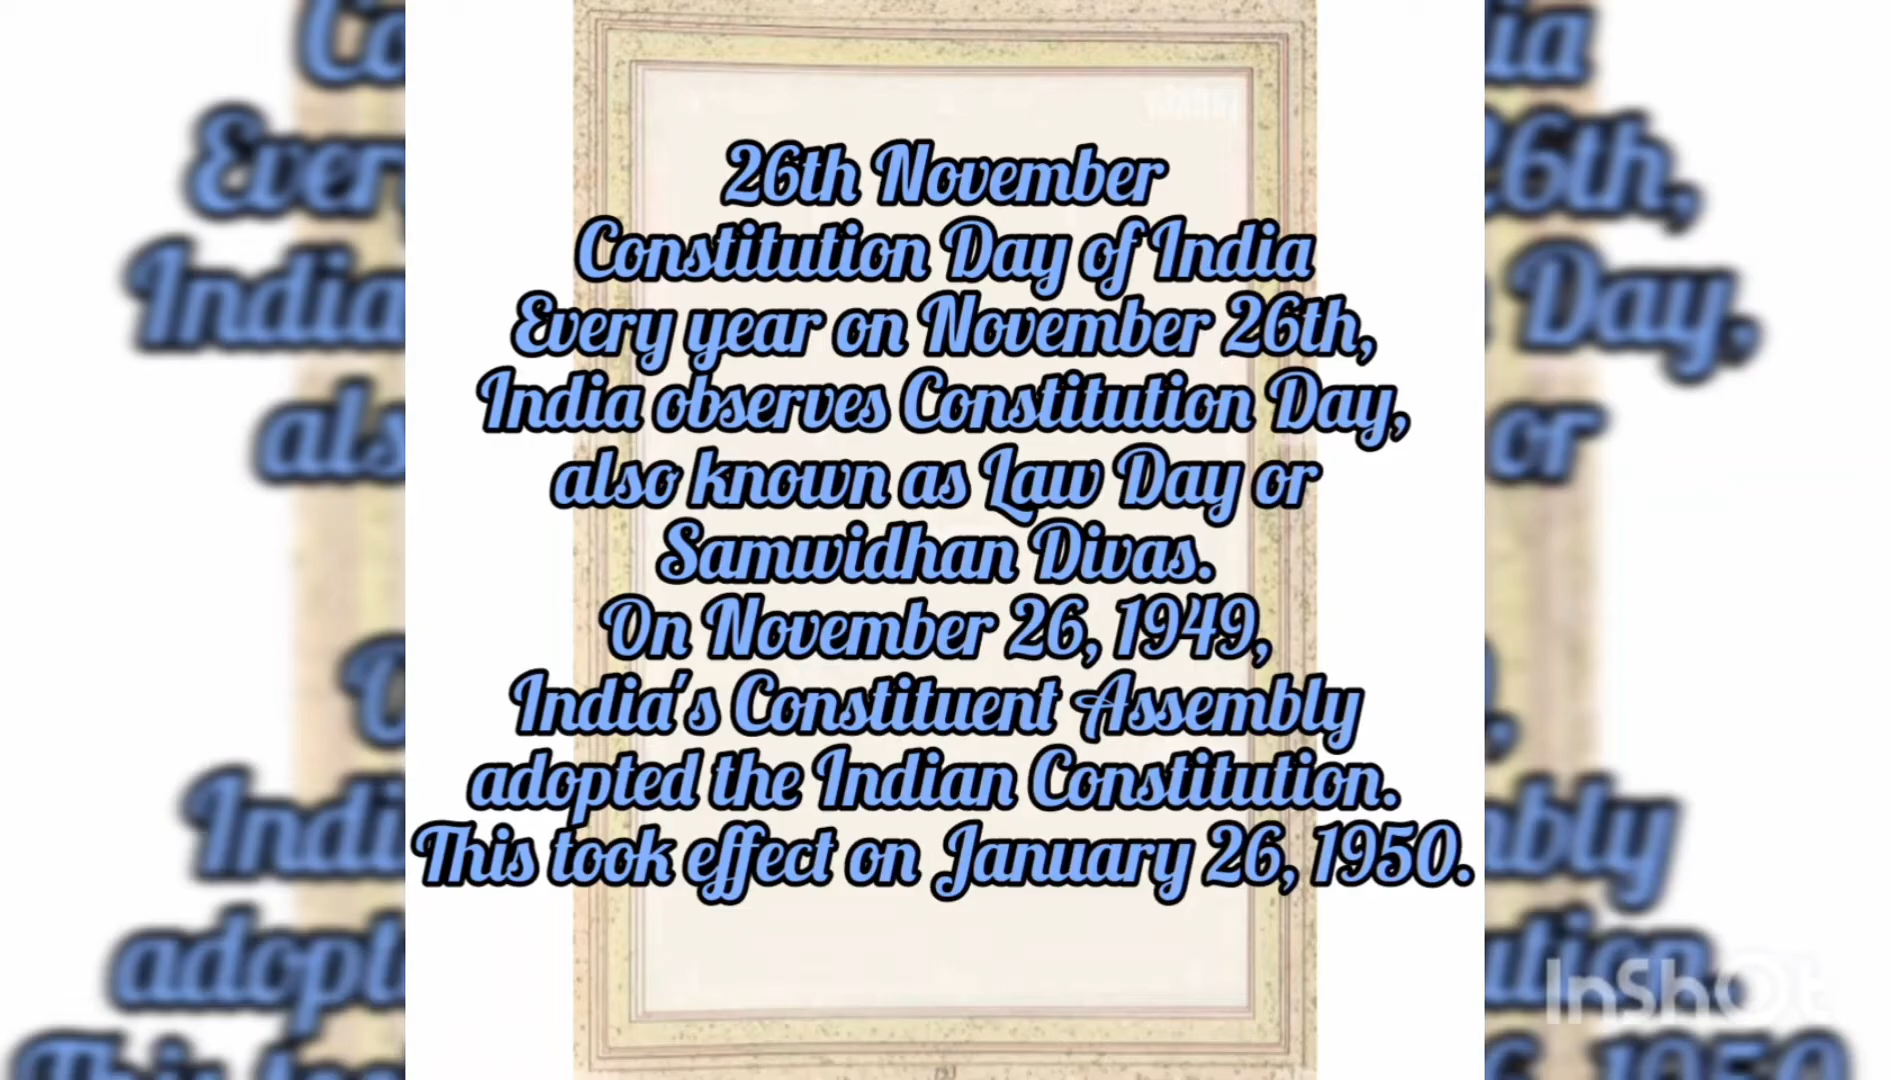 26th November
Constitution Day of India
Every year on November 26th,
India observes Constitution Day,
also known as Law Day or
Samwidhan Divas.
On November 26, 1949,
India's Constituent Assembly
adopted the Indian Constitution.
This took effect on January 26, 1950.
InShOt